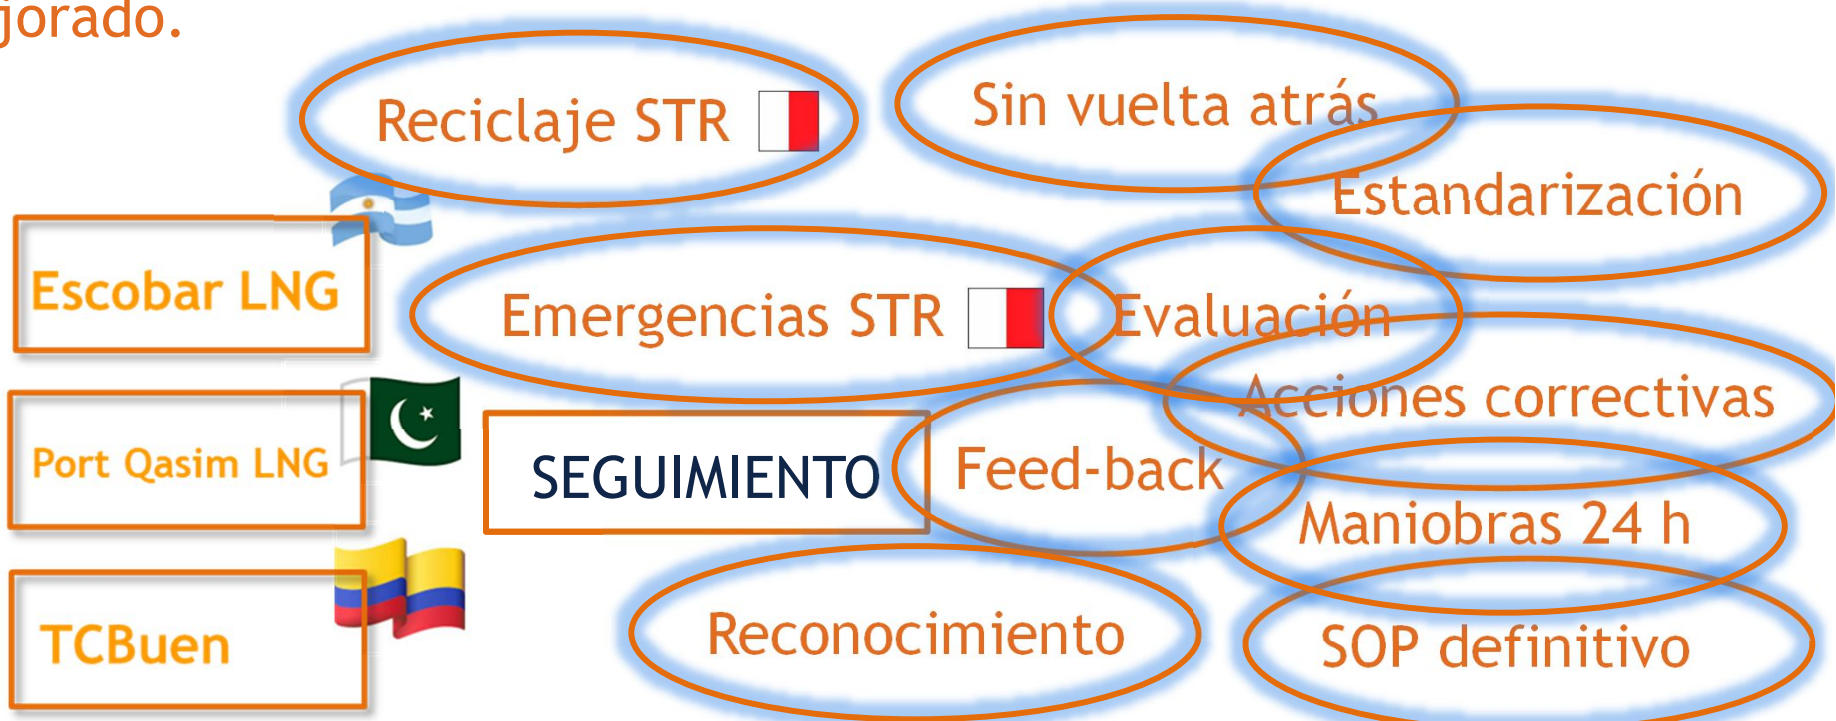 jorado.
Reciclaje STR
Sin vuelta atrás
Estandarización
Escobar LNG
Emergencias STR
Evaluación
Acciones correctivas
Port Qasim LNG
SEGUIMIENTO
Feed-back
Maniobras 24 h
TCBuen
Reconocimiento
SOP definitivo